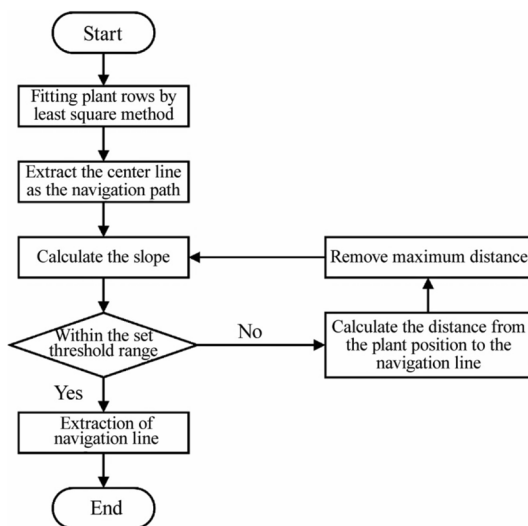 Start
Fitting plant rows by
least square method
Extract the center line
as the navigation path
Calculate the slope
Remove maximum distance
Within the set
threshold range
No
Calculate the distance from
the plant position to the
navigation line
Yes
Extraction of
navigation line
End